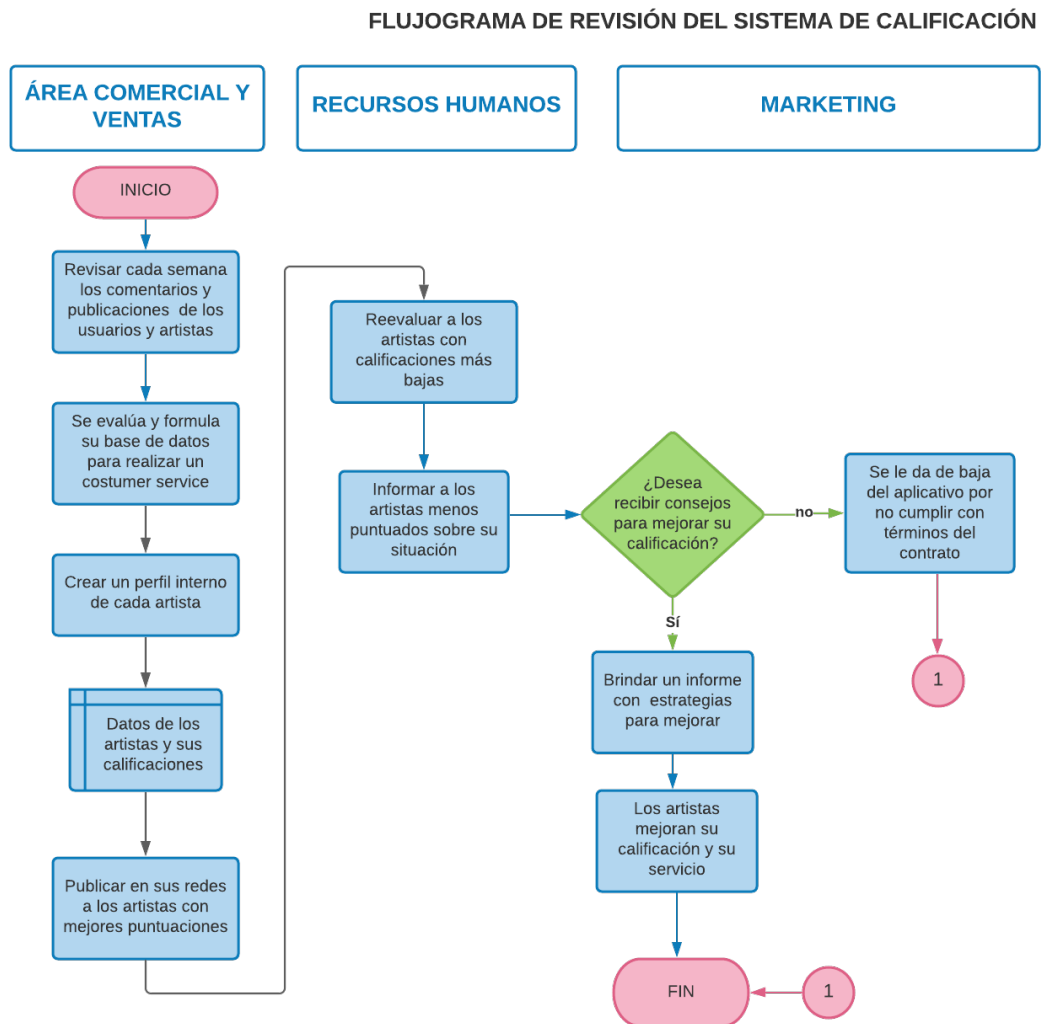 FLUJOGRAMA DE REVISIÓN DEL SISTEMA DE CALIFICACIÓN
ÁREA COMERCIAL Y
VENTAS
RECURSOS HUMANOS
MARKETING
INICIO
Revisar cada semana
los comentarios y
publicaciones de los
usuarios y artistas
Se evalúa y formula
su base de datos
para realizar un
costumer service
Crear un perfil interno
de cada artista
Datos de los
artistas y sus
calificaciones
Publicar en sus redes
a los artistas con
mejores puntuaciones
Reevaluar a los
artistas con
calificaciones más
bajas
Informar a los
artistas menos
puntuados sobre su
situación
¿Desea
recibir consejos
para mejorar su
calificación?
no
Se le da de baja
del aplicativo por
no cumplir con
términos del
contrato
1
Sí
Brindar un informe
con estrategias
para mejorar
Los artistas
mejoran su
calificación y su
servicio
FIN
1